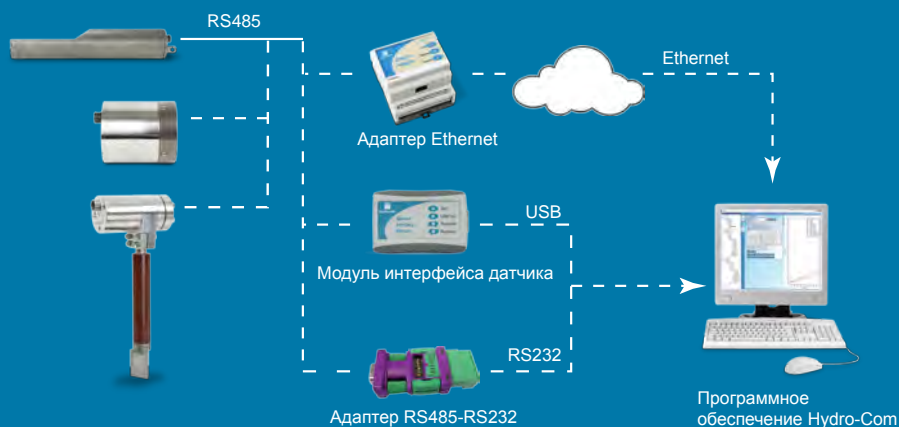 RS485
Ethernet
Адаптер Ethernet
USB
Модуль интерфейса датчика
RS232
Адаптер RS485-RS232
Программное
обеспечение Hydro-Com